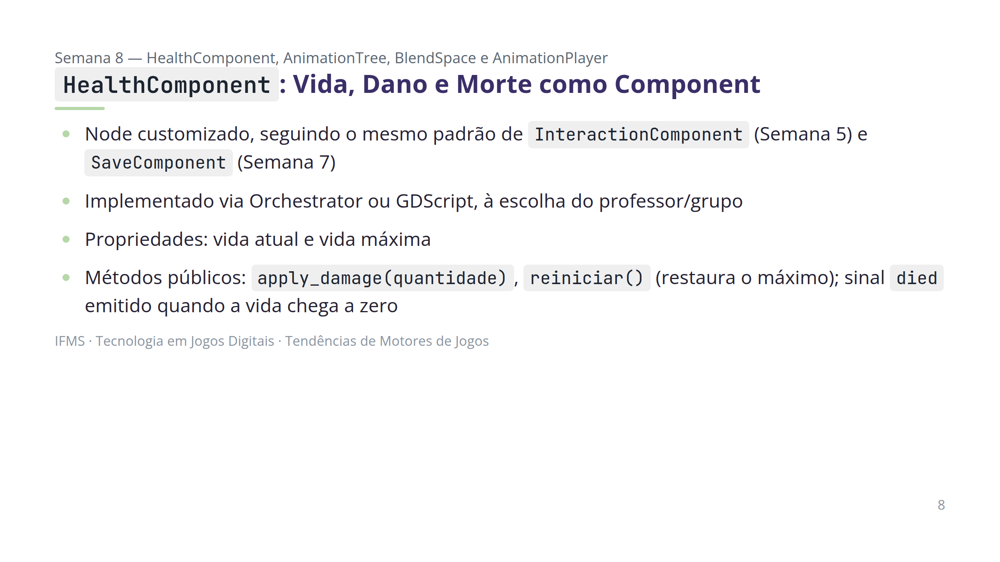 Semana 8 — HealthComponent, AnimationTree, BlendSpace e AnimationPlayer
HealthComponent: Vida, Dano e Morte como Component
Node customizado, seguindo o mesmo padrão de InteractionComponent (Semana 5) e
SaveComponent (Semana 7)
Implementado via Orchestrator ou GDScript, à escolha do professor/grupo
Propriedades: vida atual e vida máxima
Métodos públicos: apply_damage(quantidade), reiniciar() (restaura o máximo); sinal died
emitido quando a vida chega a zero
IFMS · Tecnologia em Jogos Digitais · Tendências de Motores de Jogos
8